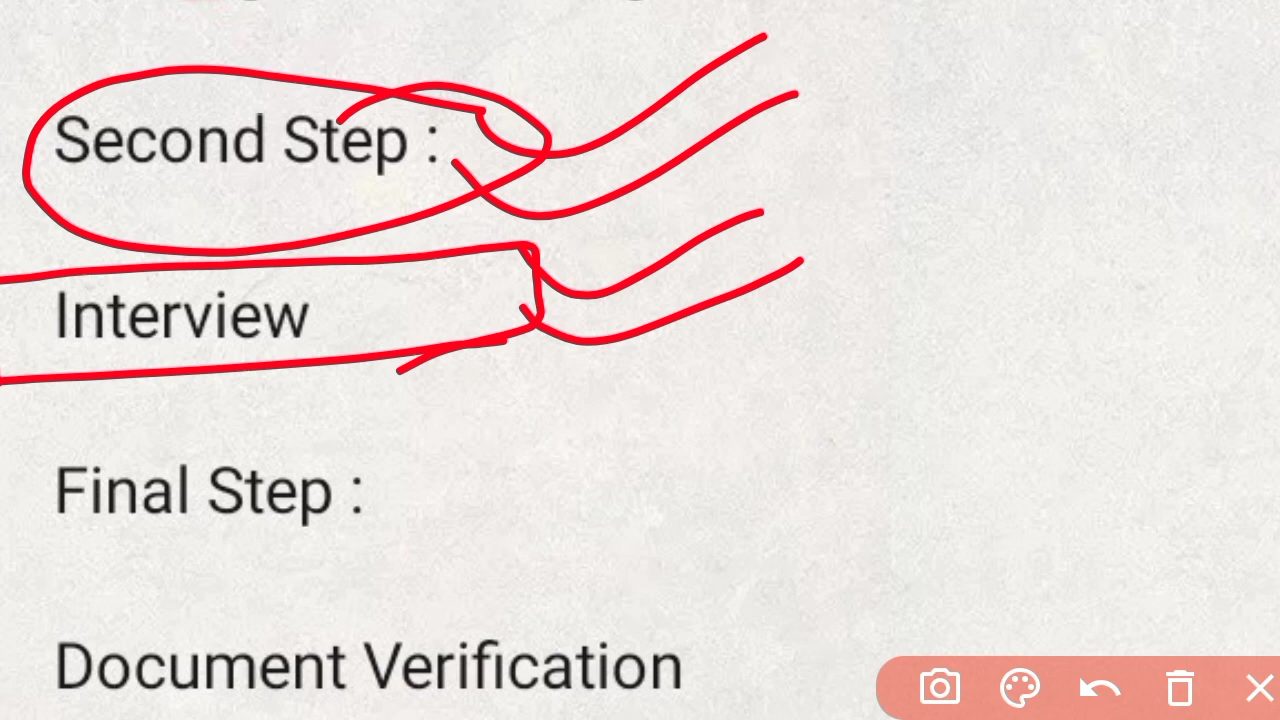 Second Step :
Interview
Final Step :
Document Verification